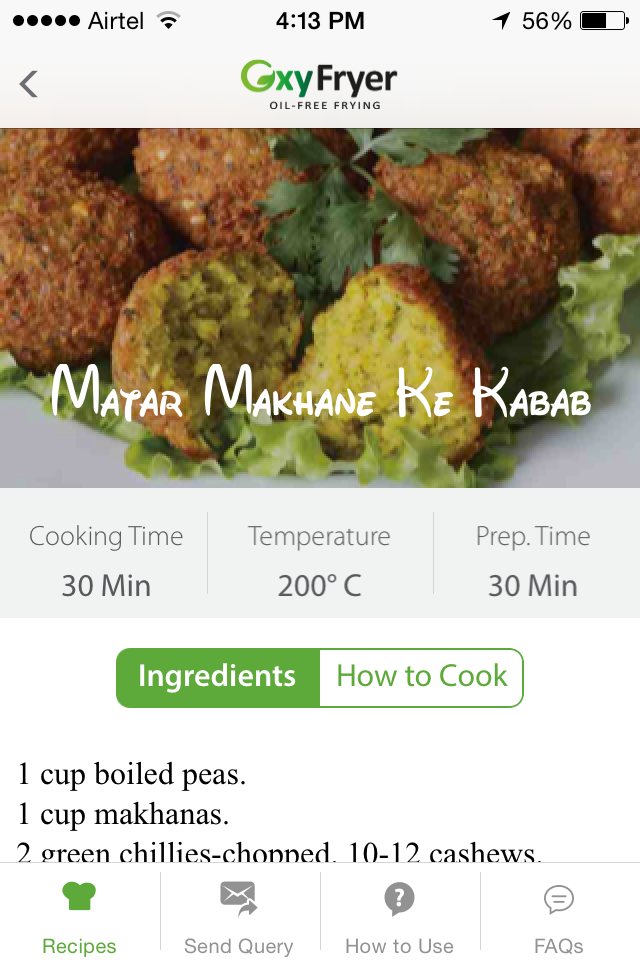 Airtel 4:13 PM 56%
OxyFryer
OIL-FREE FRYING
Matar Makhane Ke Kabab
Cooking Time Temperature Prep. Time
30 Min 200° C 30 Min
Ingredients How to Cook
1 cup boiled peas.
1 cup makhanas.
2 green chillies-chopped. 10-12 cashews.
Recipes Send Query How to Use FAQs